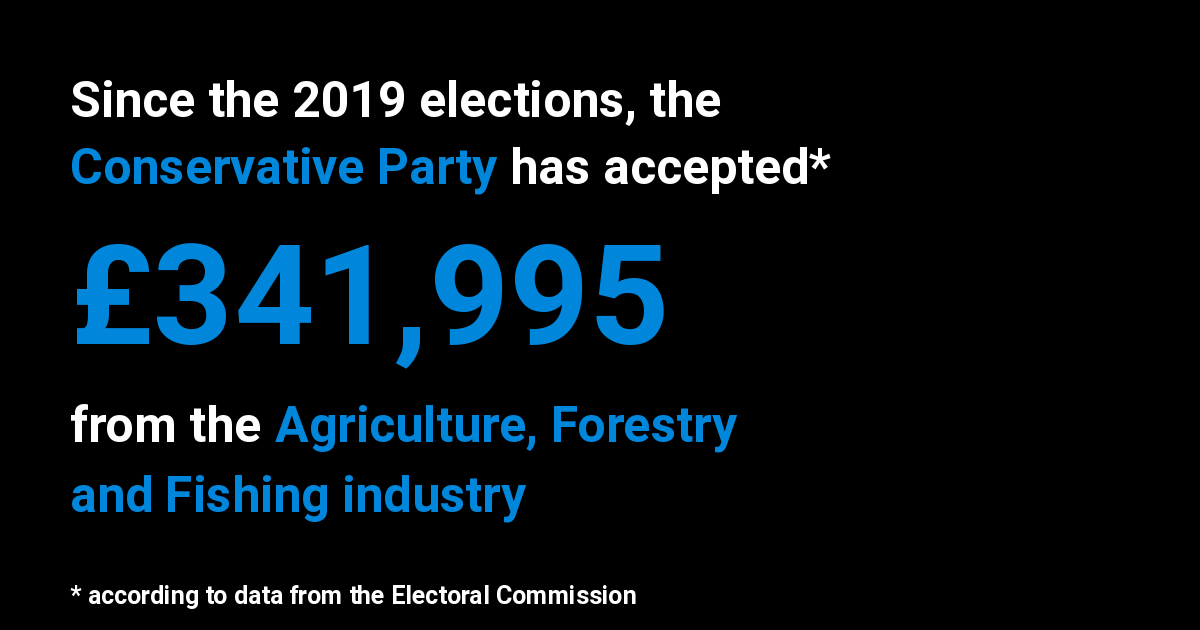 Since the 2019 elections, the
Conservative Party has accepted*
£341,995
from the Agriculture, Forestry
and Fishing industry
* according to data from the Electoral Commission